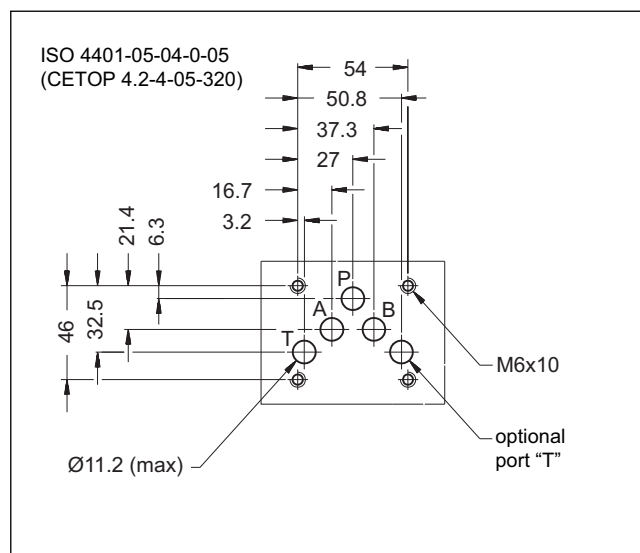 ISO 4401-05-04-0-05
(CETOP 4.2-4-05-320)
54
50.8
37.3
27
16.7
3.2
21.4
6.3
32.5
46
P
A
B
T
M6x10
Ø11.2 (max)
optional
port “T”